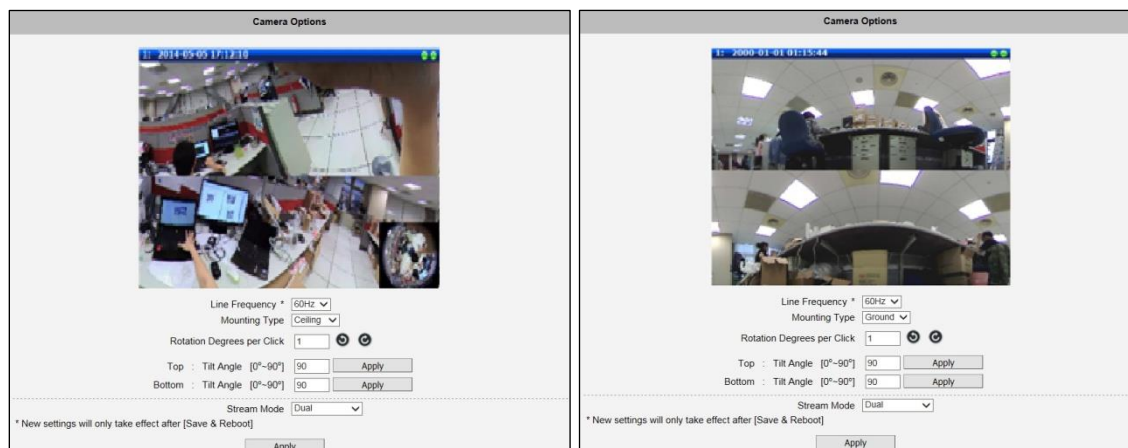 Camera Options
1: 2014-05-05 17:12:10
Line Frequency * 60Hz
Mounting Type Ceiling
Rotation Degrees per Click 1
Top : Tilt Angle [0°~90°] 90 Apply
Bottom : Tilt Angle [0°~90°] 90 Apply
Stream Mode Dual
* New settings will only take effect after [Save & Reboot]
Apply
Camera Options
1: 2000-01-01 01:15:44
Line Frequency * 60Hz
Mounting Type Ground
Rotation Degrees per Click 1
Top : Tilt Angle [0°~90°] 90 Apply
Bottom : Tilt Angle [0°~90°] 90 Apply
Stream Mode Dual
* New settings will only take effect after [Save & Reboot]
Apply